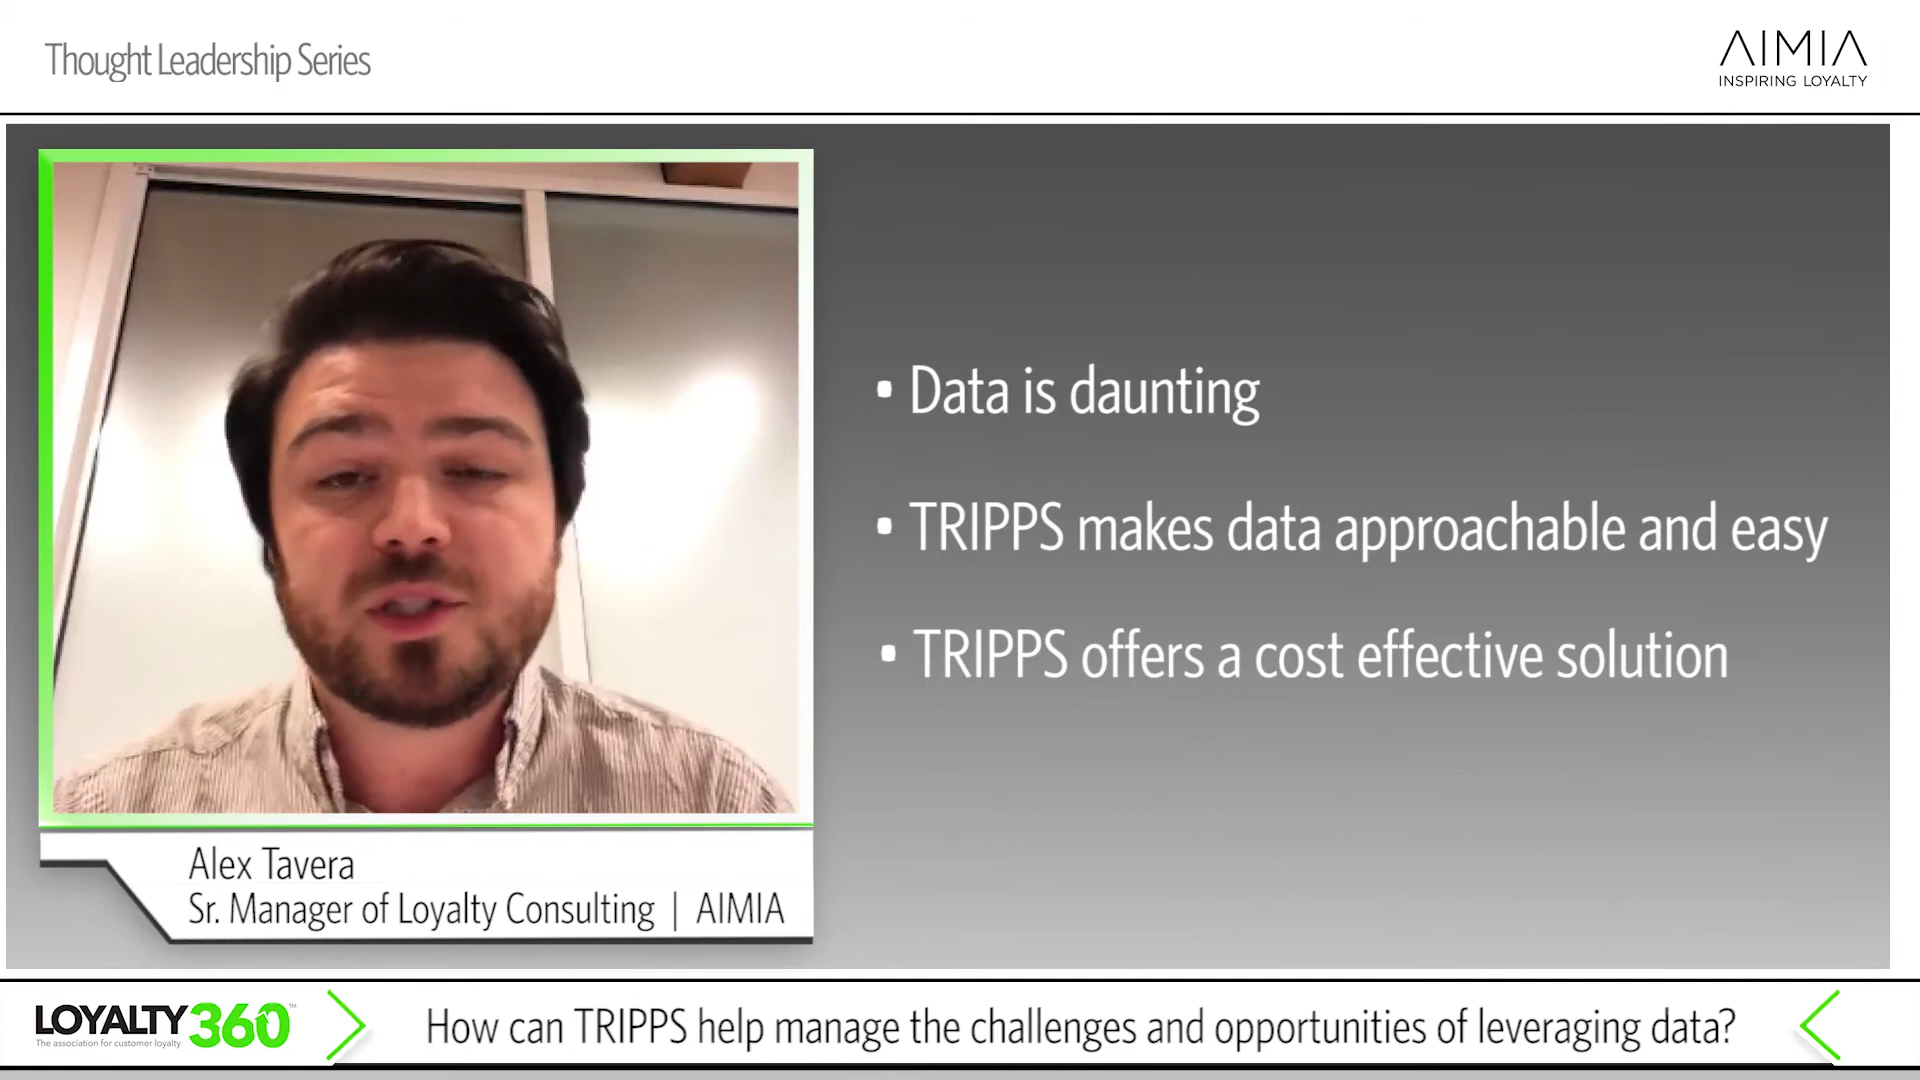 Thought Leadership Series
AIMIA
INSPIRING LOYALTY
• Data is daunting
• TRIPPS makes data approachable and easy
• TRIPPS offers a cost effective solution
Alex Tavera
Sr. Manager of Loyalty Consulting | AIMIA
LOYALTY360™
The association for customer loyalty
How can TRIPPS help manage the challenges and opportunities of leveraging data?